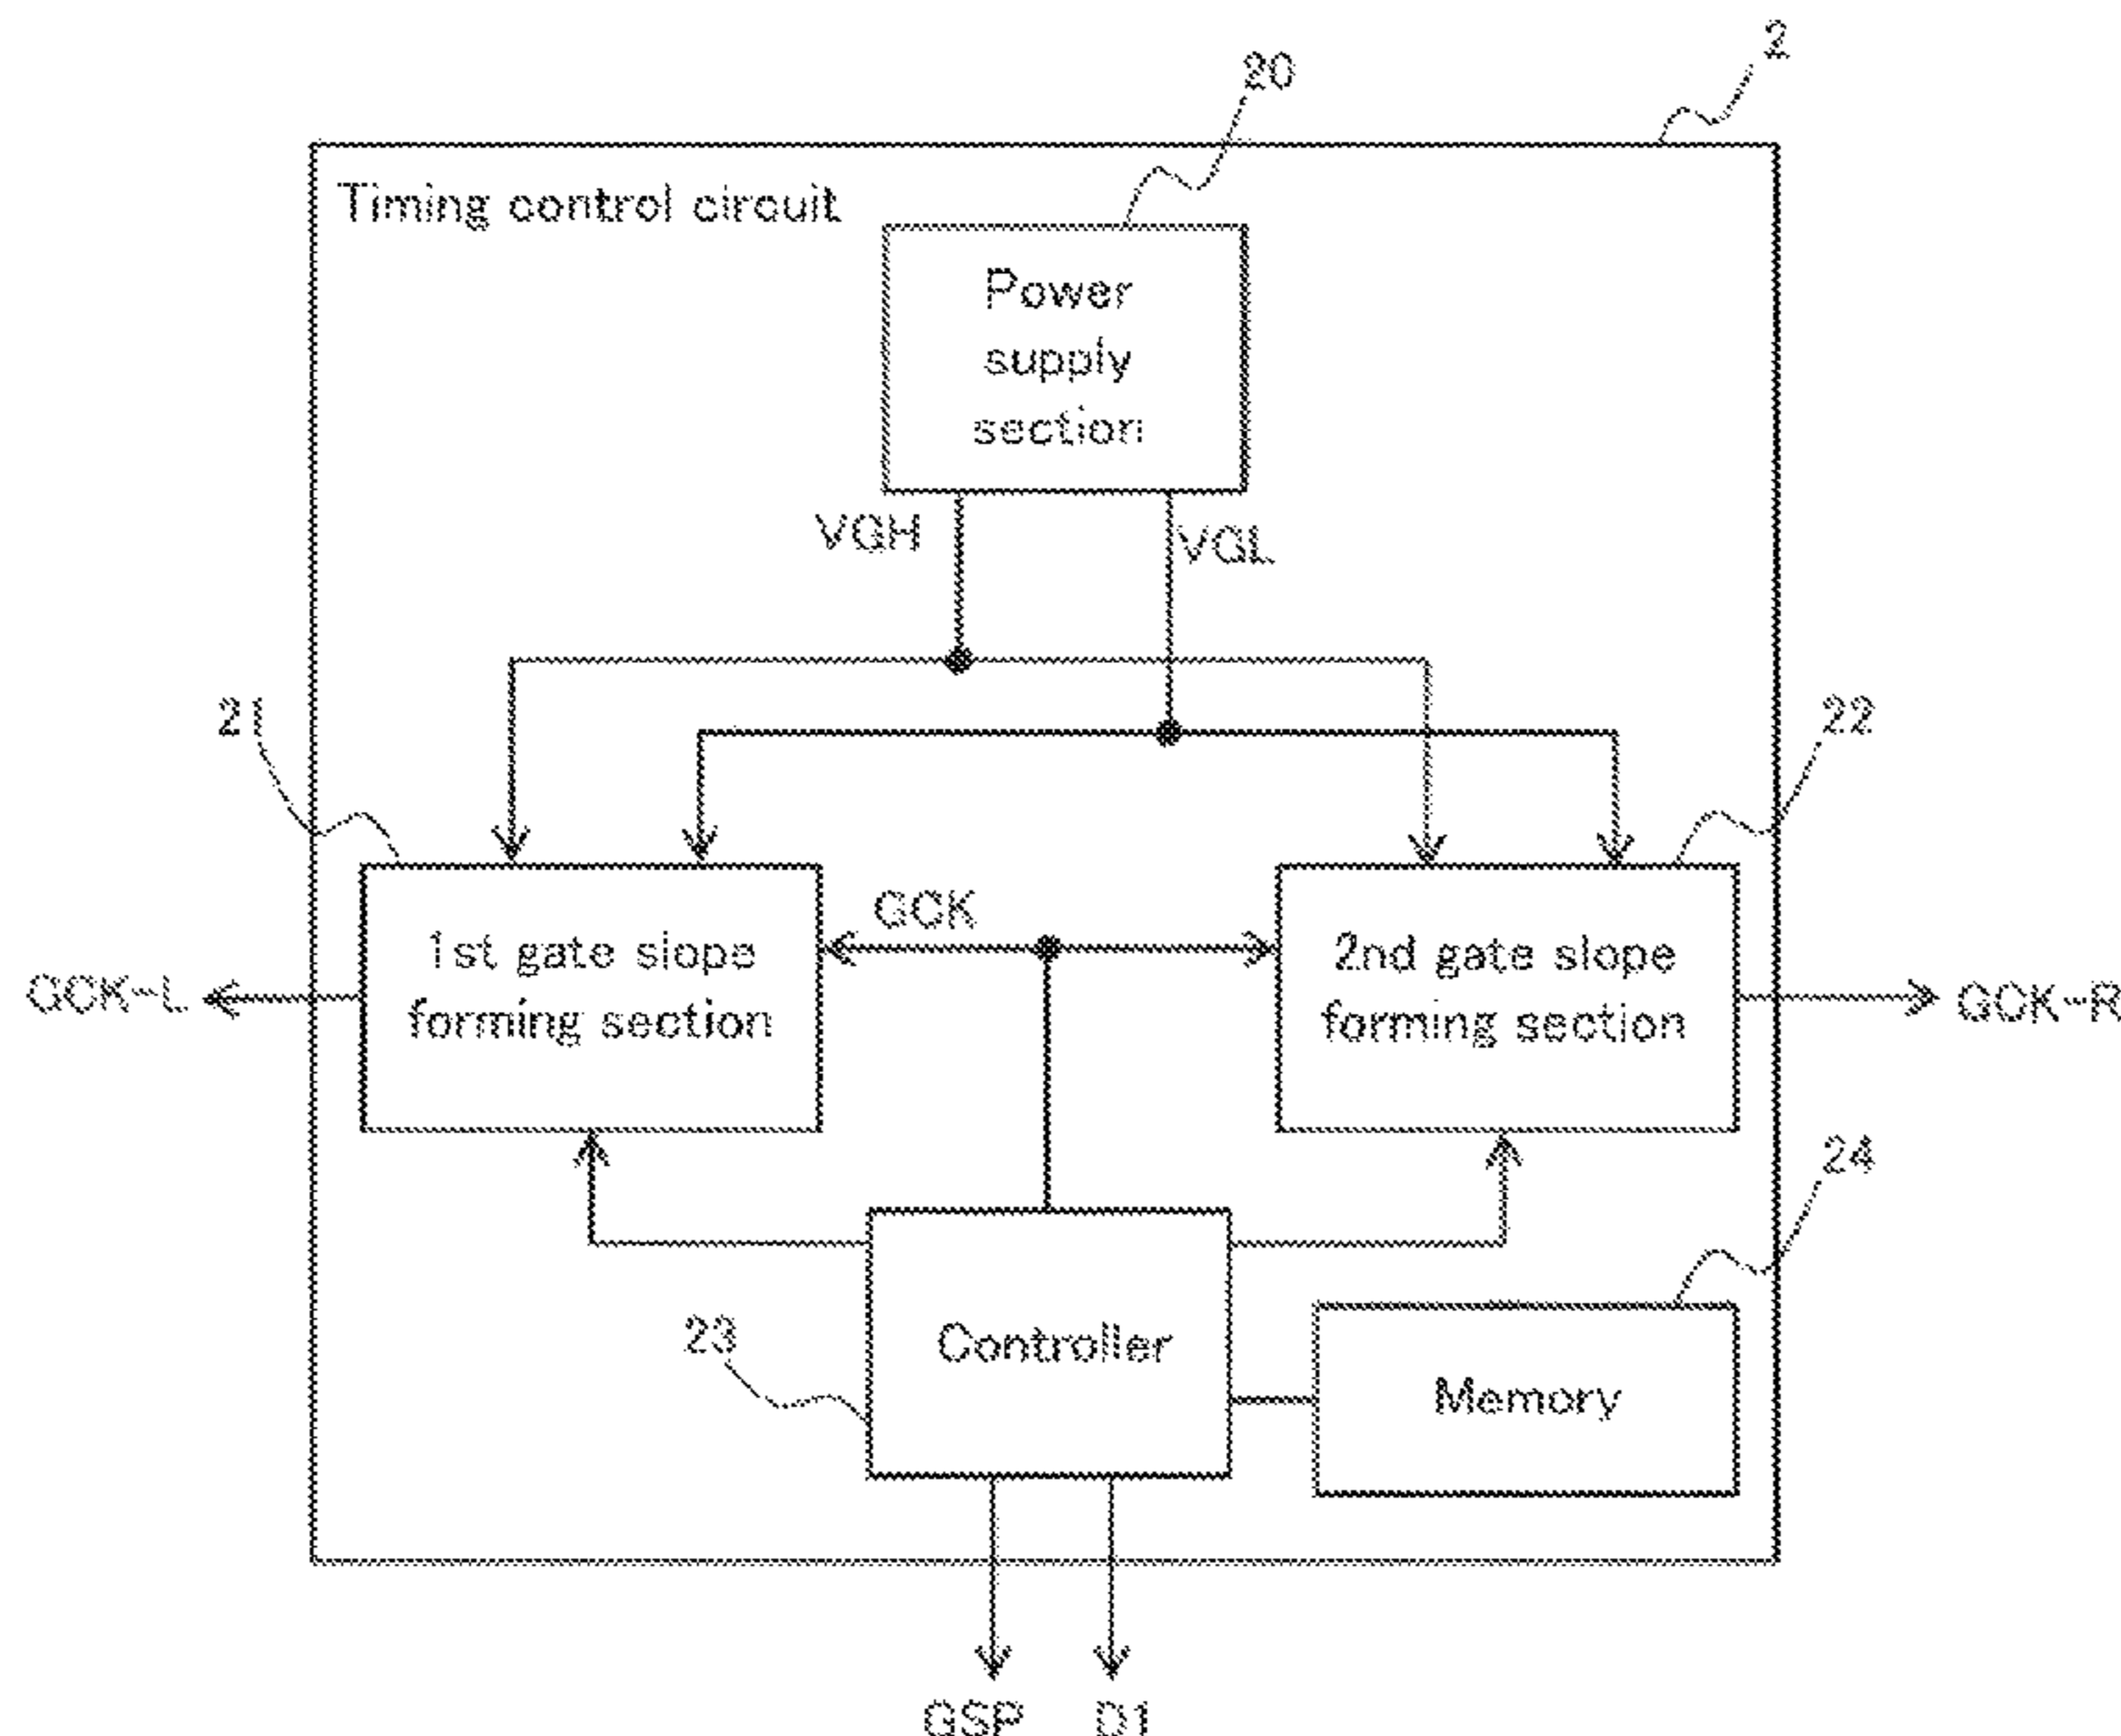 2
20
Timing control circuit
Power
supply
section
VGH
VGL
21
22
GCK
1st gate slope
forming section
2nd gate slope
forming section
GCK-L
GCK-R
24
23
Controller
Memory
GSP
D1